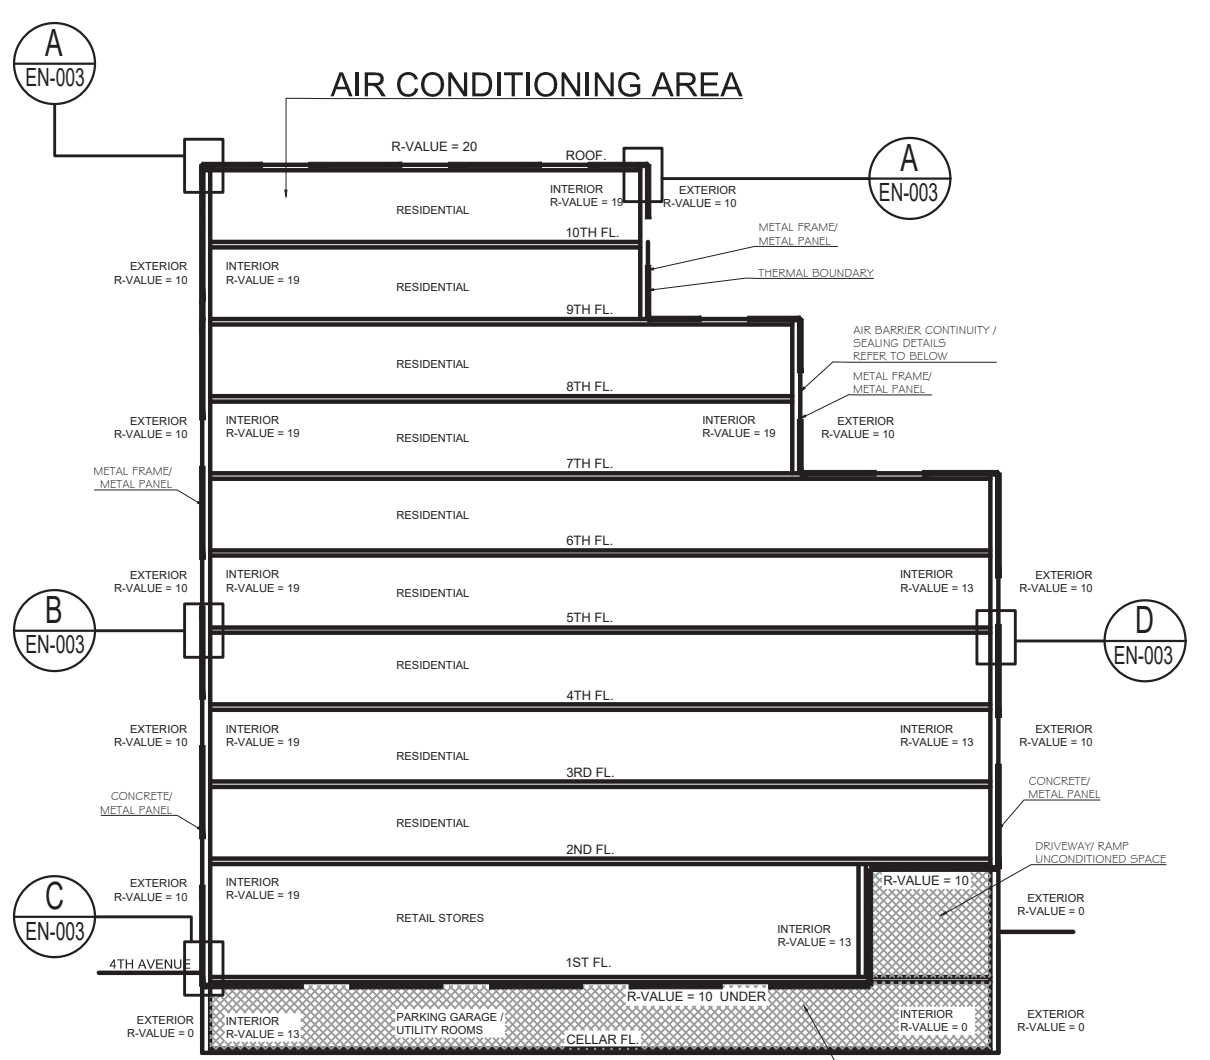 A
EN-003
AIR CONDITIONING AREA
R-VALUE = 20
ROOF.
A
EN-003
INTERIOR
R-VALUE = 19
EXTERIOR
R-VALUE = 10
RESIDENTIAL
10TH FL.
METAL FRAME/
METAL PANEL
EXTERIOR
R-VALUE = 10
INTERIOR
R-VALUE = 19
THERMAL BOUNDARY
RESIDENTIAL
9TH FL.
AIR BARRIER CONTINUITY /
SEALING DETAILS
REFER TO BELOW
RESIDENTIAL
8TH FL.
METAL FRAME/
METAL PANEL
EXTERIOR
R-VALUE = 10
INTERIOR
R-VALUE = 19
INTERIOR
R-VALUE = 19
EXTERIOR
R-VALUE = 10
RESIDENTIAL
7TH FL.
METAL FRAME/
METAL PANEL
RESIDENTIAL
6TH FL.
EXTERIOR
R-VALUE = 10
INTERIOR
R-VALUE = 19
INTERIOR
R-VALUE = 13
EXTERIOR
R-VALUE = 10
RESIDENTIAL
5TH FL.
B
EN-003
D
EN-003
RESIDENTIAL
4TH FL.
EXTERIOR
R-VALUE = 10
INTERIOR
R-VALUE = 19
INTERIOR
R-VALUE = 13
EXTERIOR
R-VALUE = 10
RESIDENTIAL
3RD FL.
CONCRETE/
METAL PANEL
CONCRETE/
METAL PANEL
RESIDENTIAL
2ND FL.
DRIVEWAY/ RAMP
UNCONDITIONED SPACE
EXTERIOR
R-VALUE = 10
INTERIOR
R-VALUE = 19
R-VALUE = 10
EXTERIOR
R-VALUE = 0
C
EN-003
RETAIL STORES
INTERIOR
R-VALUE = 13
4TH AVENUE
1ST FL.
R-VALUE = 10 UNDER
EXTERIOR
R-VALUE = 0
INTERIOR
R-VALUE = 13
PARKING GARAGE /
UTILITY ROOMS
CELLAR FL.
INTERIOR
R-VALUE = 0
EXTERIOR
R-VALUE = 0